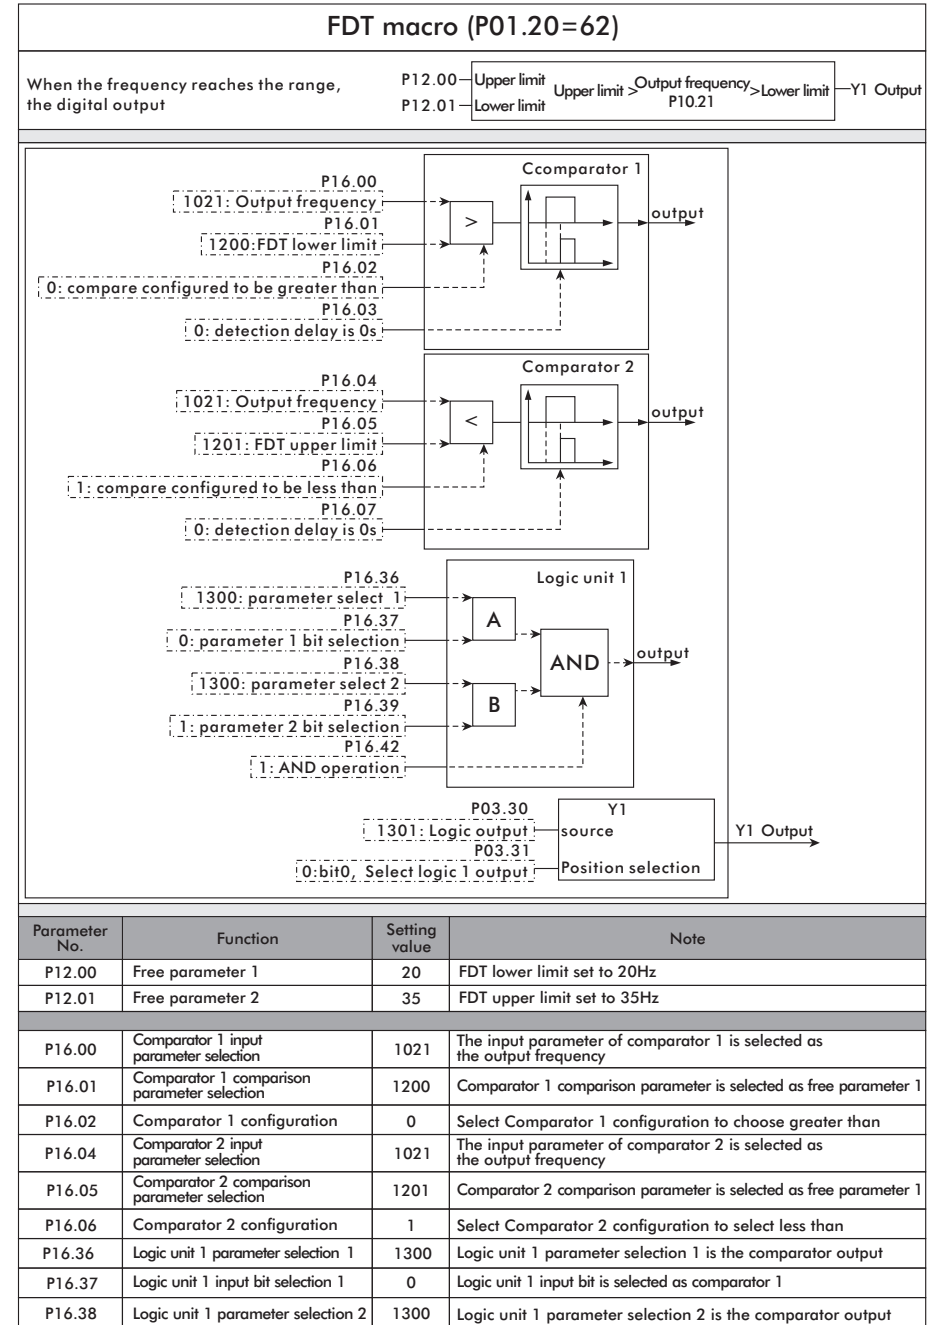 FDT macro (P01.20=62)
When the frequency reaches the range,
the digital output
P12.00
P12.01
Upper limit
Lower limit
Upper limit >Output frequency>Lower limit
P10.21
Y1 Output
Ccomparator 1
P16.00
1021: Output frequency
P16.01
1200:FDT lower limit
P16.02
0: compare configured to be greater than
P16.03
0: detection delay is 0s
>
output
Comparator 2
P16.04
1021: Output frequency
P16.05
1201: FDT upper limit
P16.06
1: compare configured to be less than
P16.07
0: detection delay is 0s
<
output
Logic unit 1
P16.36
1300: parameter select 1
P16.37
0: parameter 1 bit selection
P16.38
1300: parameter select 2
P16.39
1: parameter 2 bit selection
P16.42
1: AND operation
A
B
AND
output
P03.30
1301: Logic output
P03.31
0:bit0, Select logic 1 output
Y1
source
Position selection
Y1 Output
Parameter No. Function Setting value Note
P12.00 Free parameter 1 20 FDT lower limit set to 20Hz
P12.01 Free parameter 2 35 FDT upper limit set to 35Hz
P16.00 Comparator 1 input parameter selection 1021 The input parameter of comparator 1 is selected as the output frequency
P16.01 Comparator 1 comparison parameter selection 1200 Comparator 1 comparison parameter is selected as free parameter 1
P16.02 Comparator 1 configuration 0 Select Comparator 1 configuration to choose greater than
P16.04 Comparator 2 input parameter selection 1021 The input parameter of comparator 2 is selected as the output frequency
P16.05 Comparator 2 comparison parameter selection 1201 Comparator 2 comparison parameter is selected as free parameter 1
P16.06 Comparator 2 configuration 1 Select Comparator 2 configuration to select less than
P16.36 Logic unit 1 parameter selection 1 1300 Logic unit 1 parameter selection 1 is the comparator output
P16.37 Logic unit 1 input bit selection 1 0 Logic unit 1 input bit is selected as comparator 1
P16.38 Logic unit 1 parameter selection 2 1300 Logic unit 1 parameter selection 2 is the comparator output